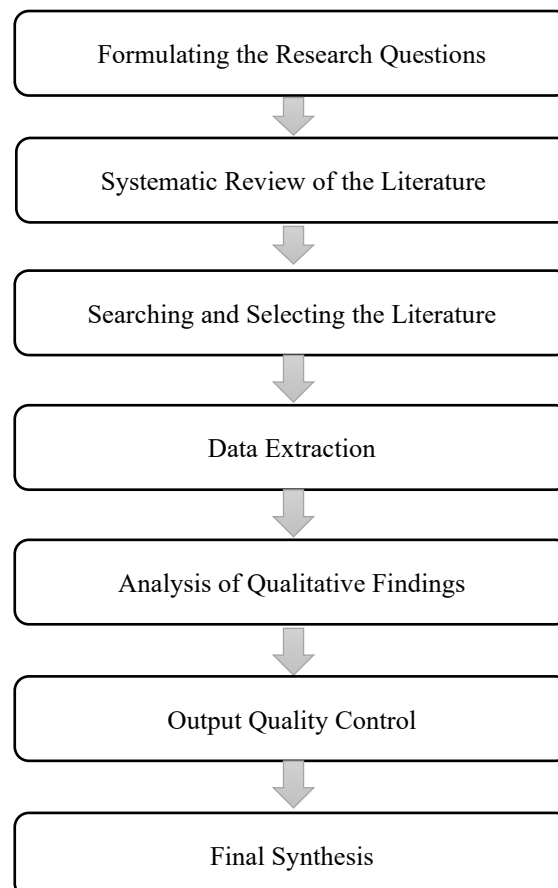 Formulating the Research Questions
Systematic Review of the Literature
Searching and Selecting the Literature
Data Extraction
Analysis of Qualitative Findings
Output Quality Control
Final Synthesis